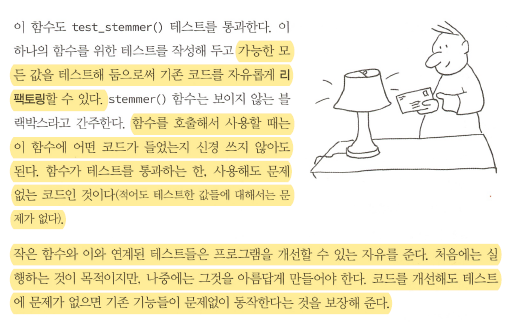 이 함수도 test_stemmer() 테스트를 통과한다. 이
하나의 함수를 위한 테스트를 작성해 두고 가능한 모
든 값을 테스트해 둠으로써 기존 코드를 자유롭게 리
팩토링할 수 있다. stemmer() 함수는 보이지 않는 블
랙박스라고 간주한다. 함수를 호출해서 사용할 때는
이 함수에 어떤 코드가 들었는지 신경 쓰지 않아도
된다. 함수가 테스트를 통과하는 한, 사용해도 문제
없는 코드인 것이다(적어도 테스트한 값들에 대해서는 문
제가 없다).
작은 함수와 이와 연계된 테스트들은 프로그램을 개선할 수 있는 자유를 준다. 처음에는 실
행하는 것이 목적이지만, 나중에는 그것을 아름답게 만들어야 한다. 코드를 개선해도 테스트
에 문제가 없으면 기존 기능들이 문제없이 동작한다는 것을 보장해 준다.